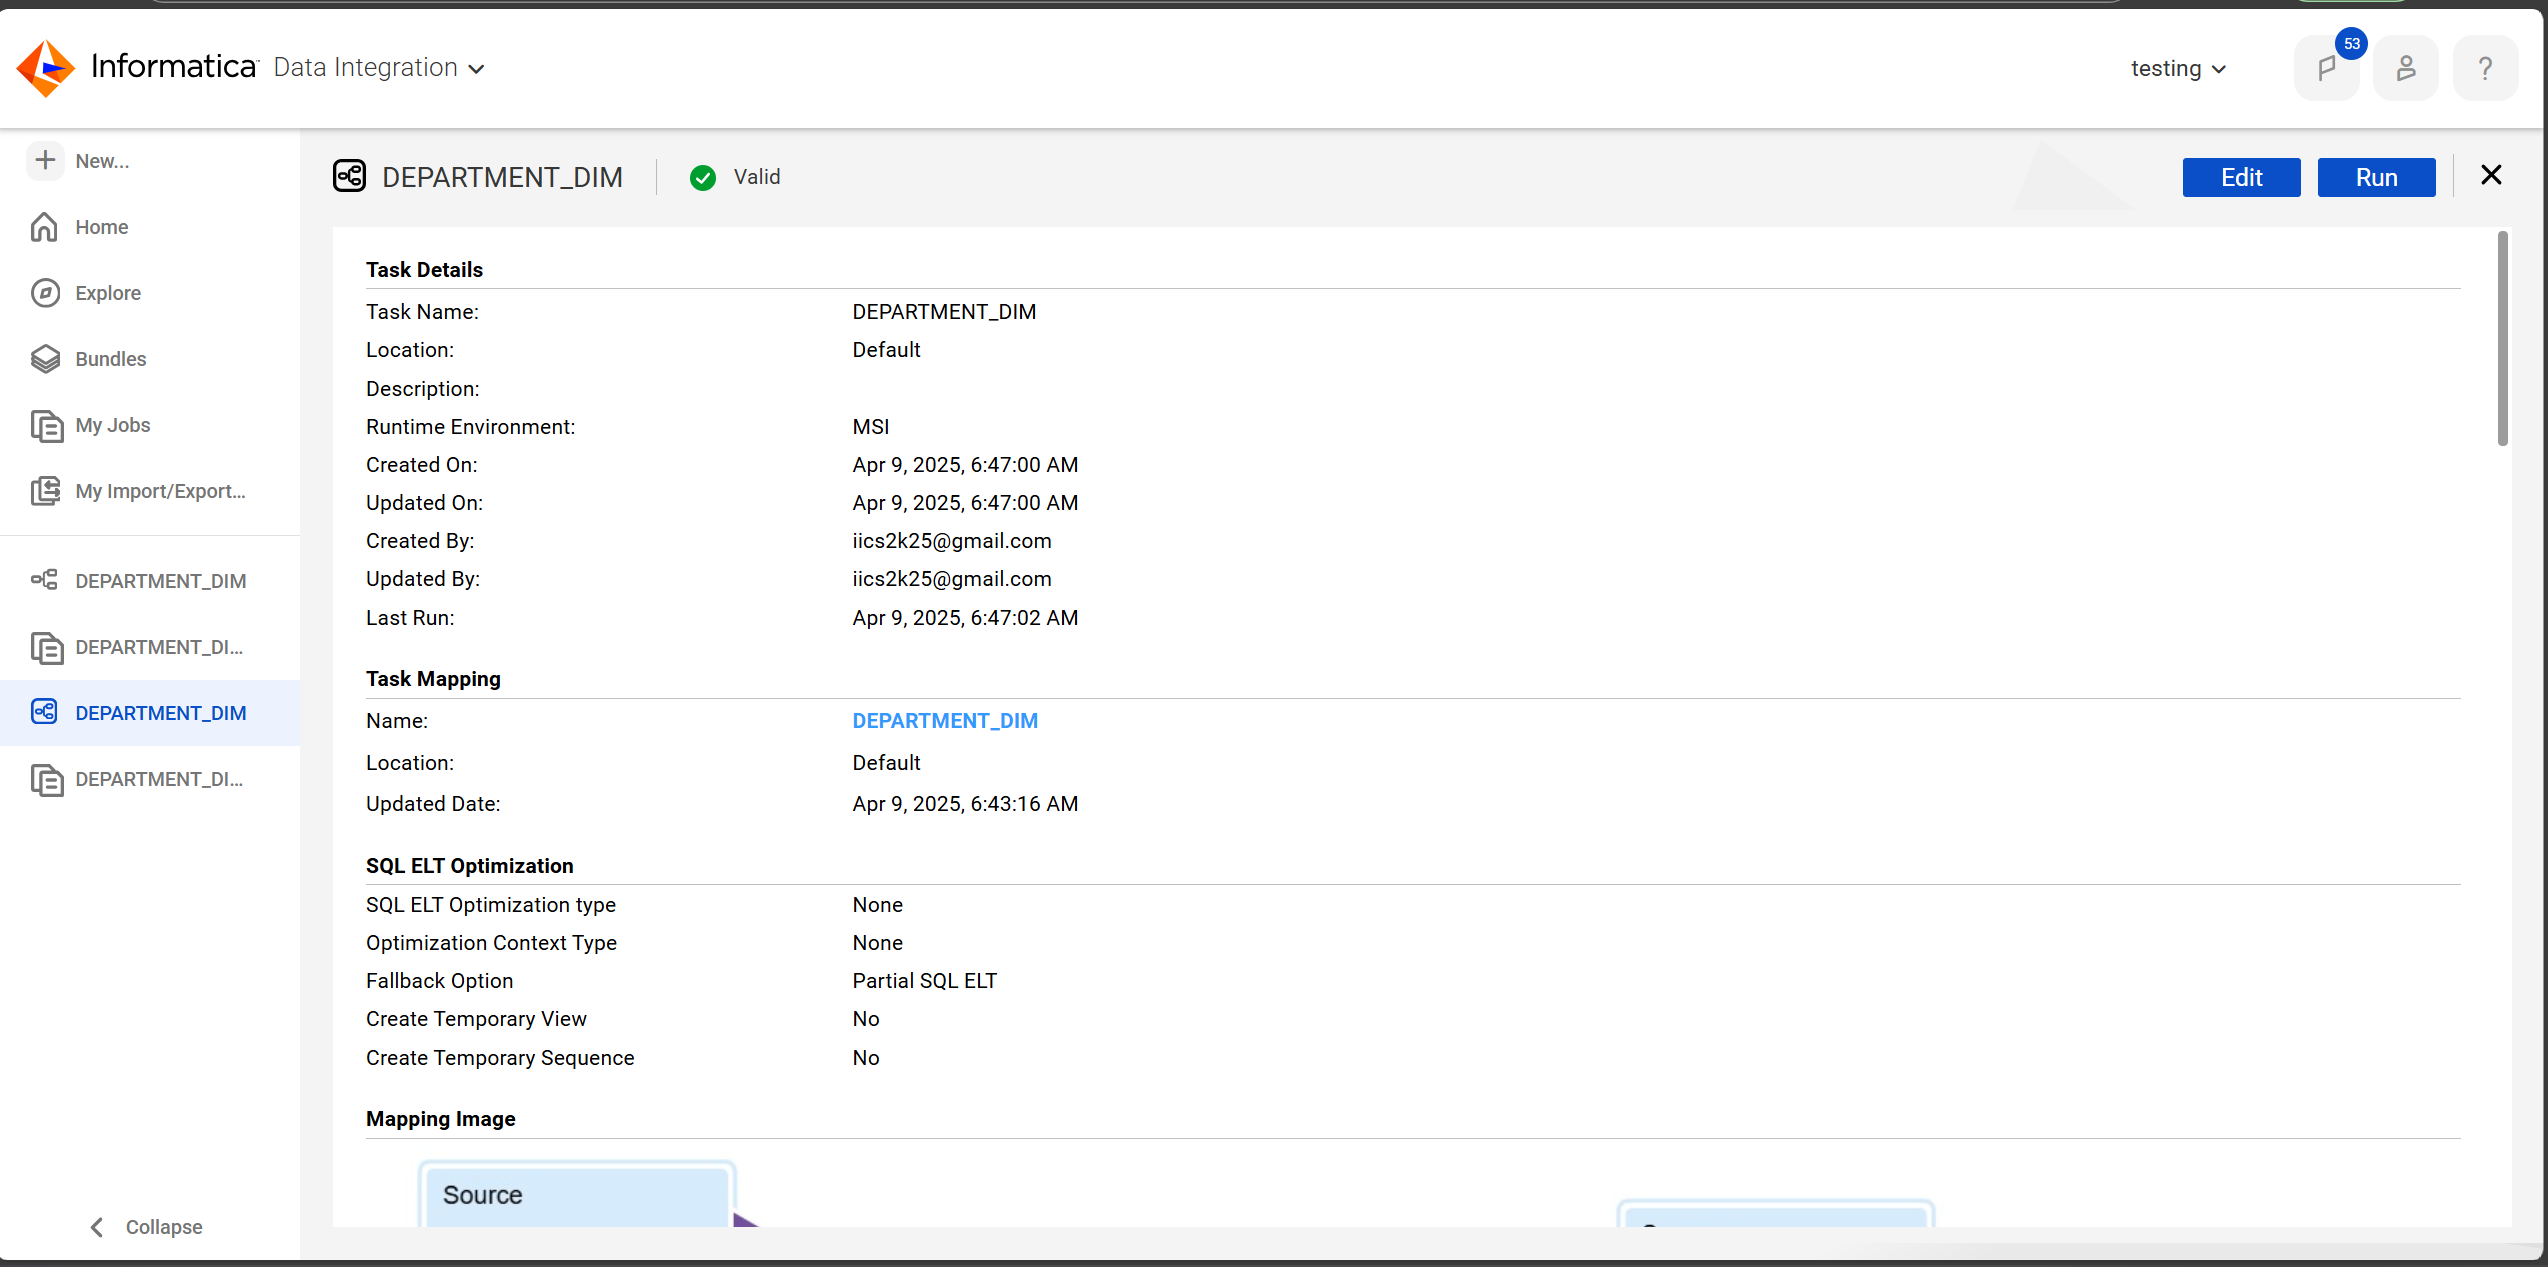 Informatica Data Integration
testing
53
?
New...
Home
Explore
Bundles
My Jobs
My Import/Export...
DEPARTMENT_DIM
DEPARTMENT_DI...
DEPARTMENT_DIM
DEPARTMENT_DI...
Collapse
DEPARTMENT_DIM
Valid
Edit
Run
Task Details
Task Name: DEPARTMENT_DIM
Location: Default
Description:
Runtime Environment: MSI
Created On: Apr 9, 2025, 6:47:00 AM
Updated On: Apr 9, 2025, 6:47:00 AM
Created By: iics2k25@gmail.com
Updated By: iics2k25@gmail.com
Last Run: Apr 9, 2025, 6:47:02 AM
Task Mapping
Name: DEPARTMENT_DIM
Location: Default
Updated Date: Apr 9, 2025, 6:43:16 AM
SQL ELT Optimization
SQL ELT Optimization type None
Optimization Context Type None
Fallback Option Partial SQL ELT
Create Temporary View No
Create Temporary Sequence No
Mapping Image
Source